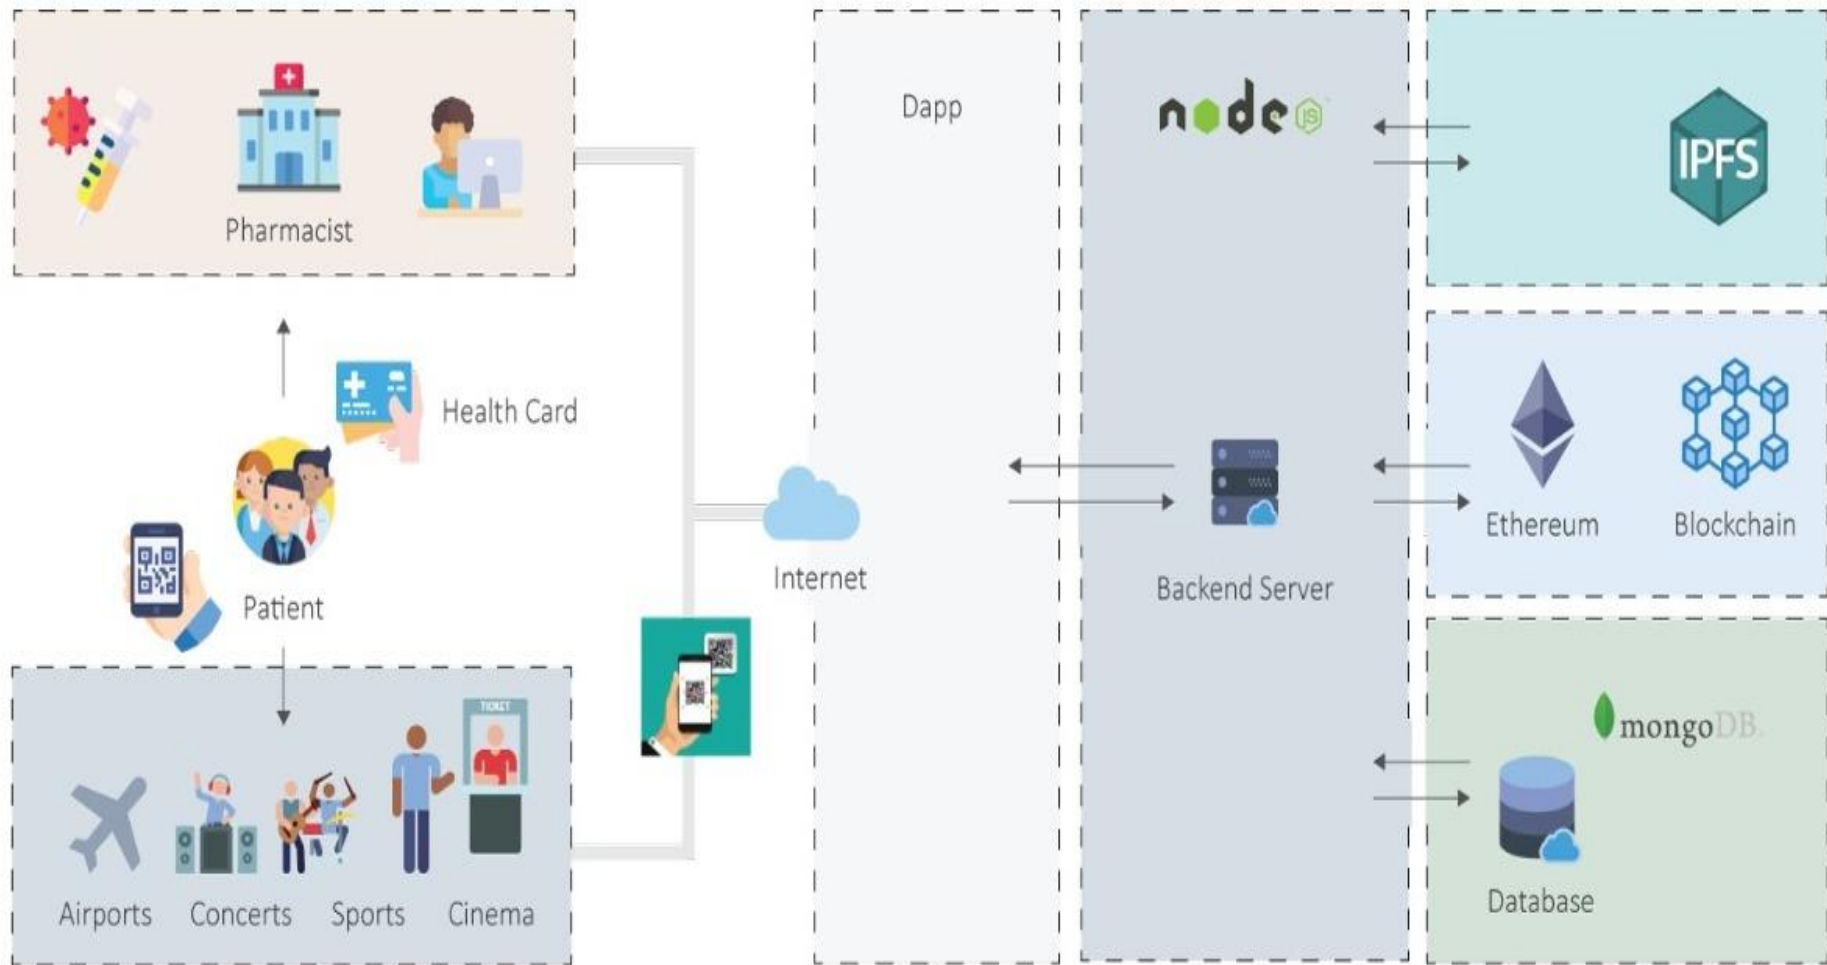 Pharmacist
Health Card
Patient
TICKET
Airports
Concerts
Sports
Cinema
Internet
Dapp
node
JS
Backend Server
IPFS
Ethereum
Blockchain
mongoDB.
Database